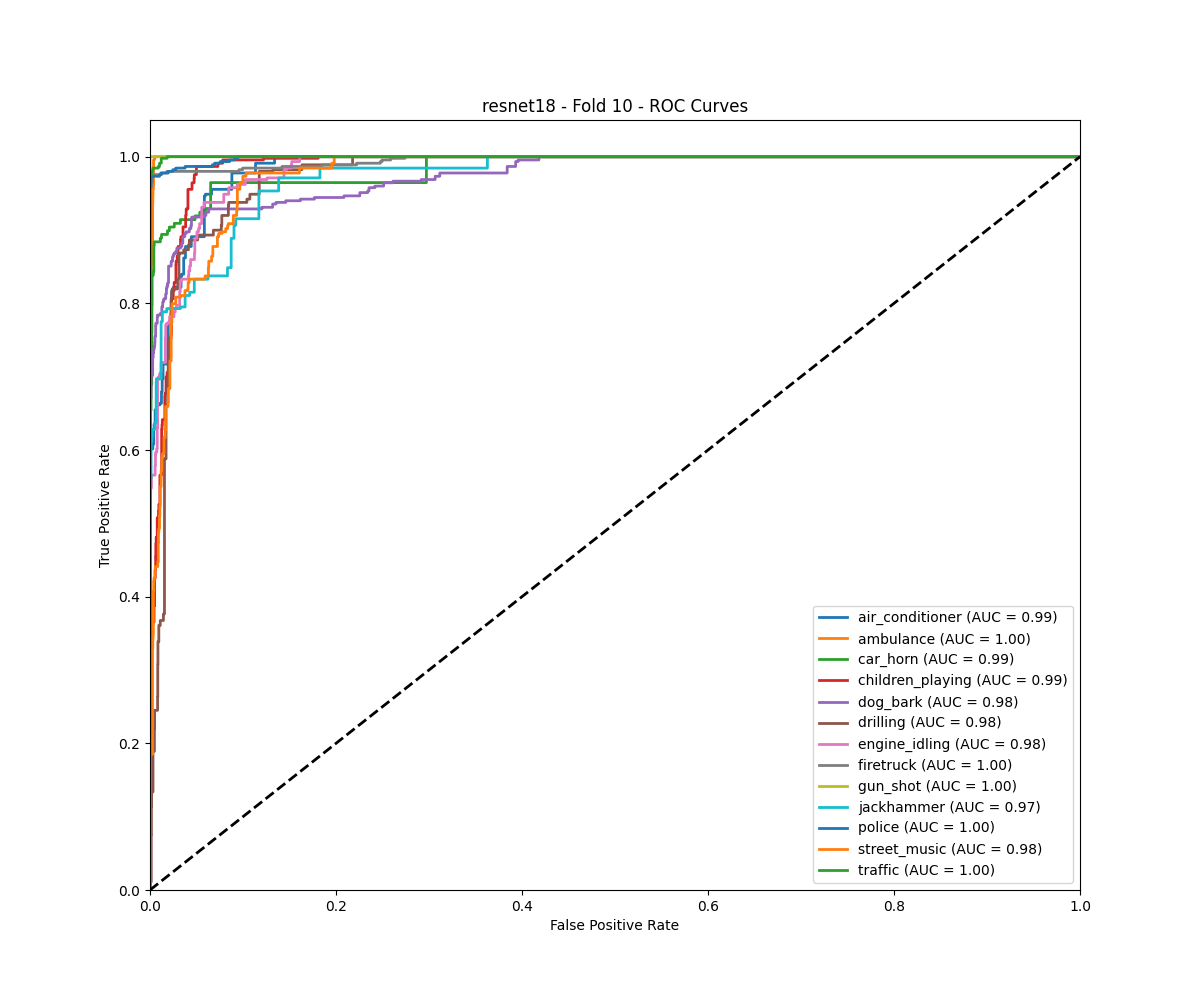 resnet18 - Fold 10 - ROC Curves
1.0
0.8
0.6
0.4
0.2
0.0
True Positive Rate
0.0 0.2 0.4 0.6 0.8 1.0
False Positive Rate
air_conditioner (AUC = 0.99)
ambulance (AUC = 1.00)
car_horn (AUC = 0.99)
children_playing (AUC = 0.99)
dog_bark (AUC = 0.98)
drilling (AUC = 0.98)
engine_idling (AUC = 0.98)
firetruck (AUC = 1.00)
gun_shot (AUC = 1.00)
jackhammer (AUC = 0.97)
police (AUC = 1.00)
street_music (AUC = 0.98)
traffic (AUC = 1.00)